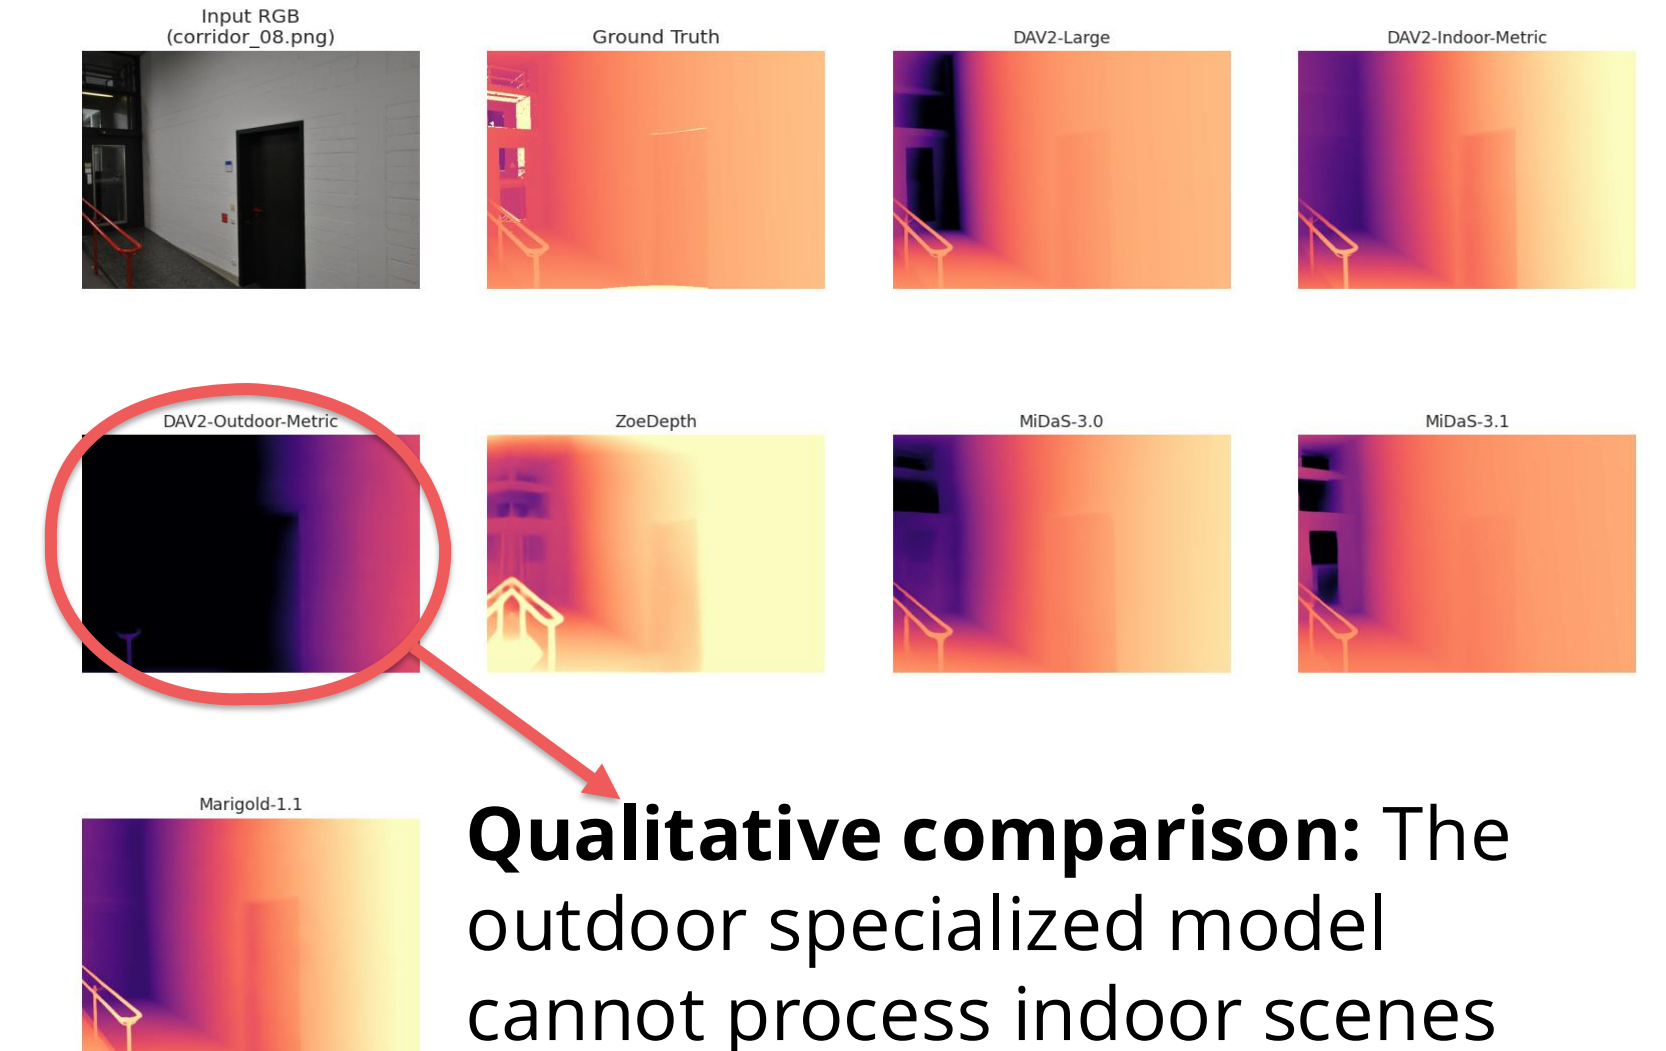 Input RGB
(corridor_08.png)
Ground Truth
DAV2-Large
DAV2-Indoor-Metric
DAV2-Outdoor-Metric
ZoeDepth
MiDaS-3.0
MiDaS-3.1
Marigold-1.1
Qualitative comparison: The
outdoor specialized model
cannot process indoor scenes